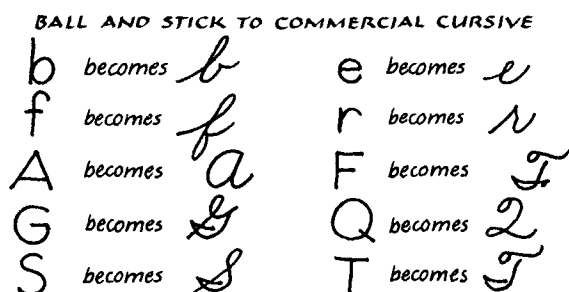 BALL AND STICK TO COMMERCIAL CURSIVE
b becomes b e becomes e
f becomes f r becomes r
A becomes a F becomes F
G becomes G Q becomes Q
S becomes S T becomes T